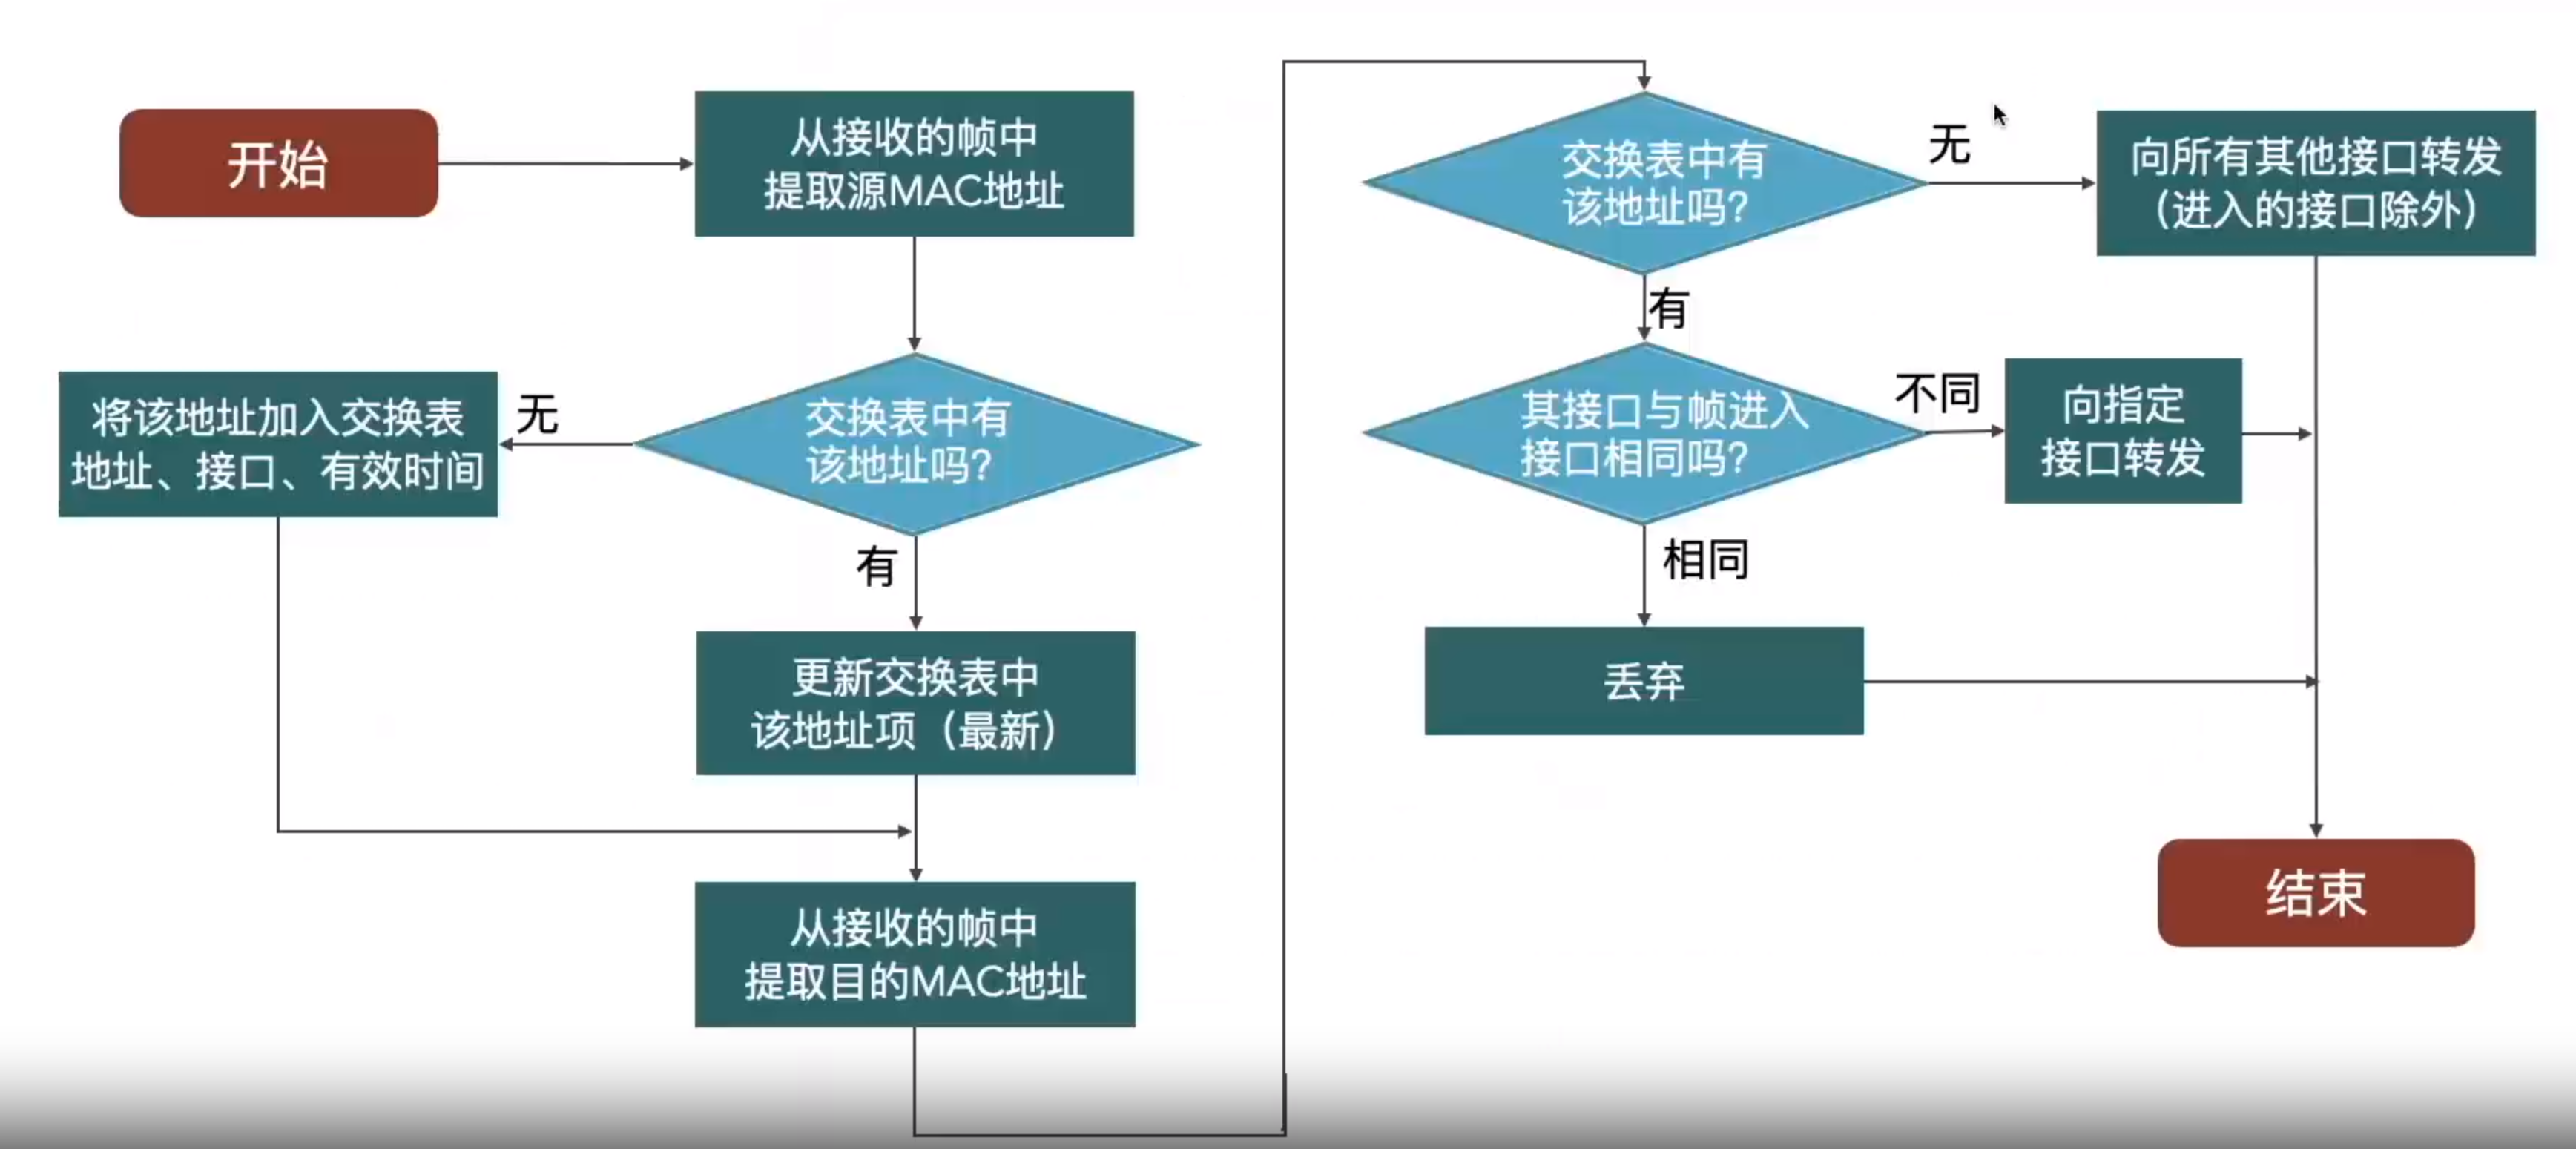 开始
从接收的帧中
提取源MAC地址
交换表中有
该地址吗?
无
将该地址加入交换表
地址、接口、有效时间
有
更新交换表中
该地址项（最新）
从接收的帧中
提取目的MAC地址
交换表中有
该地址吗?
无
向所有其他接口转发
（进入的接口除外）
有
其接口与帧进入
接口相同吗?
不同
向指定
接口转发
相同
丢弃
结束